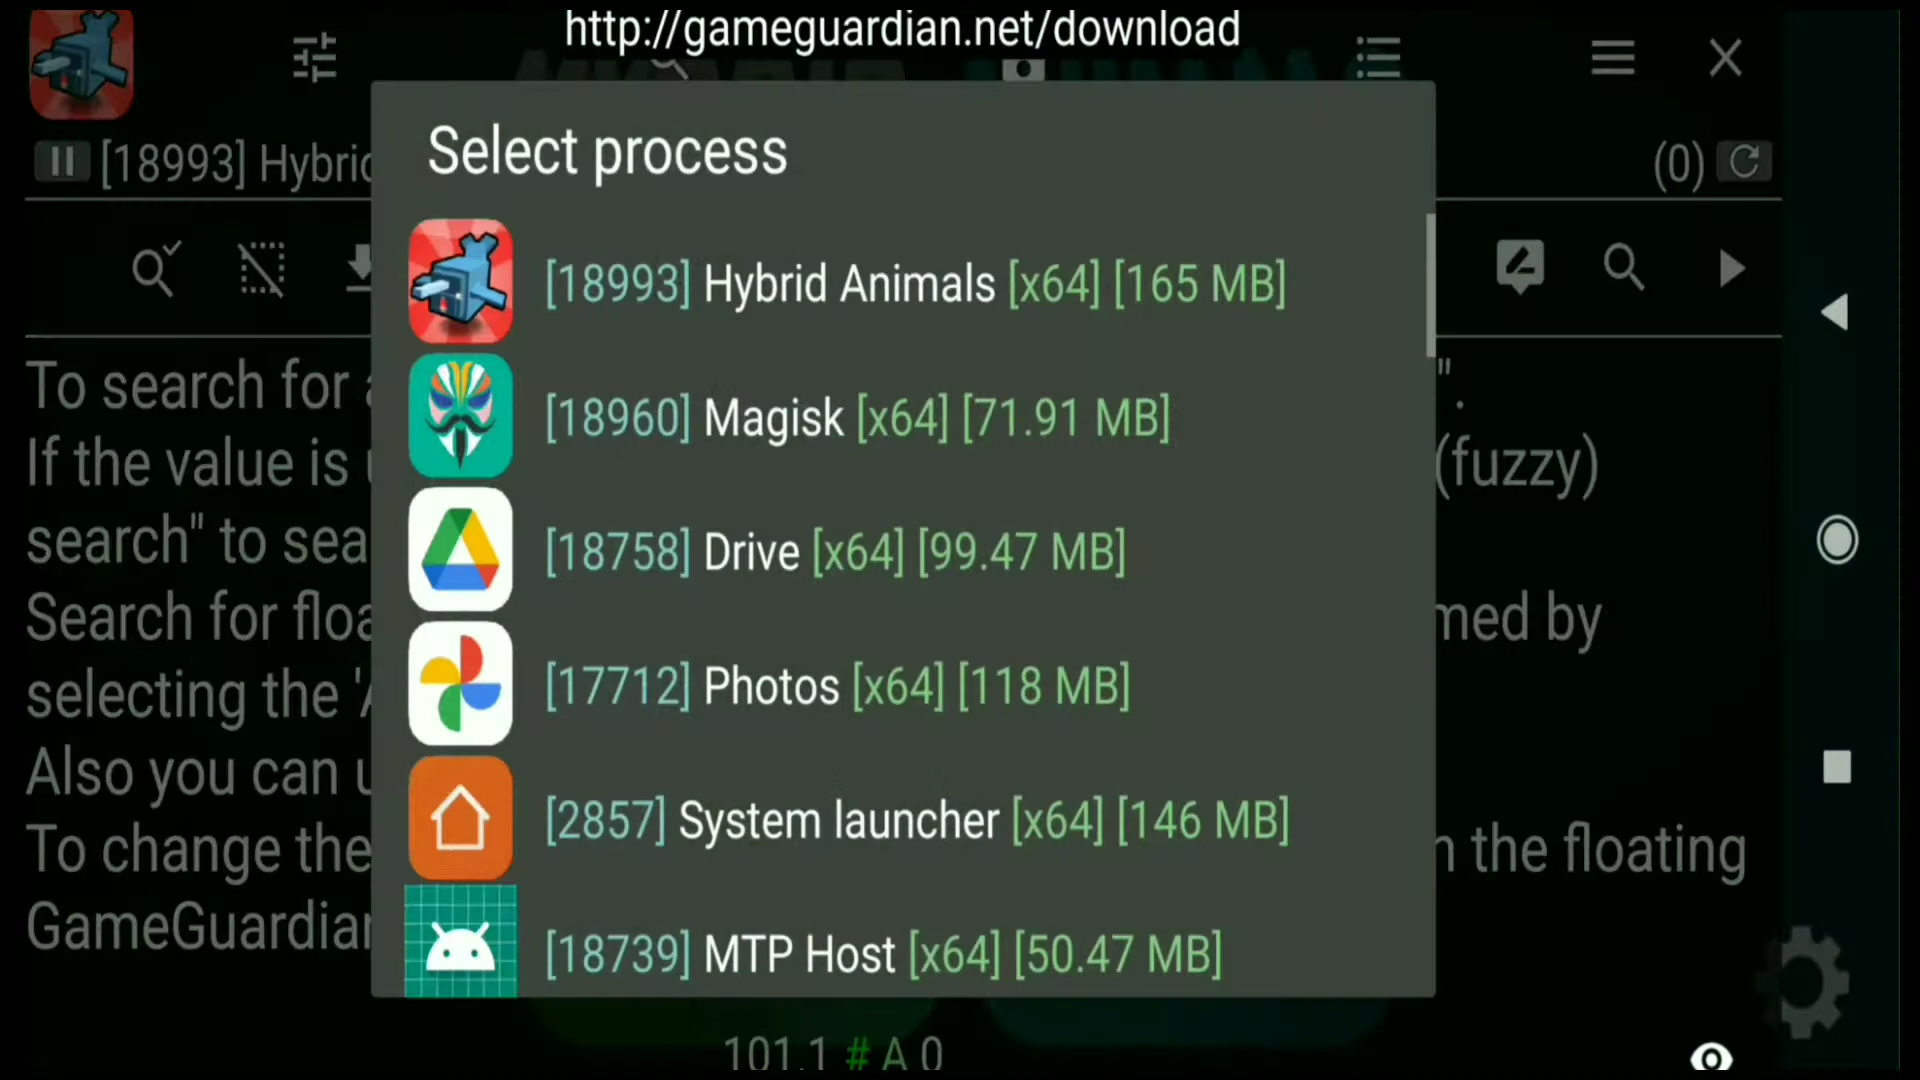 http://gameguardian.net/download
[18993] Hybrid
(0)
Select process
[18993] Hybrid Animals [x64] [165 MB]
[18960] Magisk [x64] [71.91 MB]
[18758] Drive [x64] [99.47 MB]
[17712] Photos [x64] [118 MB]
[2857] System launcher [x64] [146 MB]
[18739] MTP Host [x64] [50.47 MB]
To search for
".
If the value is
(fuzzy)
search" to sea
Search for floa
med by
selecting the
Also you can
To change the
the floating
GameGuardian
101.1 # A 0